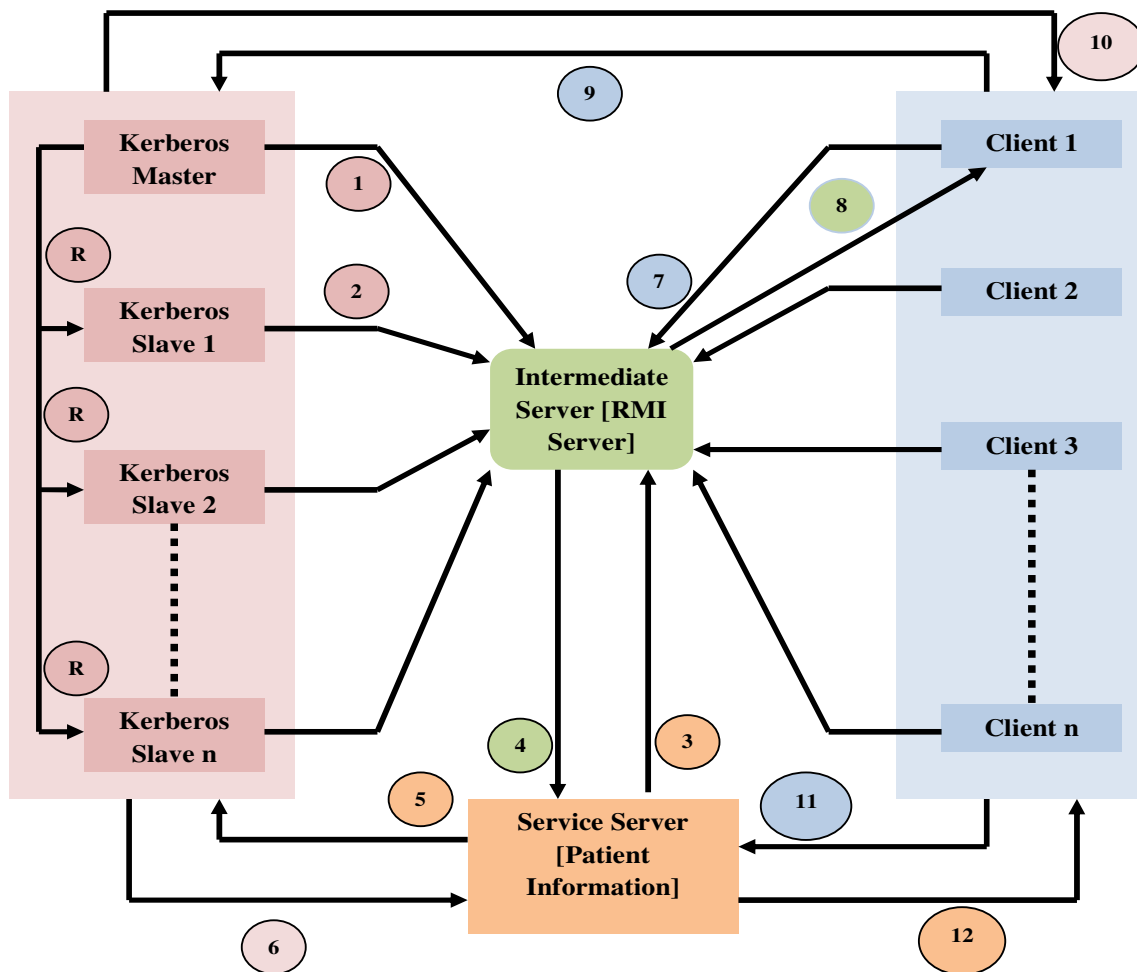 10
9
Kerberos
Master
Client 1
1
8
R
7
2
Kerberos
Slave 1
Client 2
Intermediate
Server [RMI
Server]
R
Client 3
Kerberos
Slave 2
R
Kerberos
Slave n
Client n
4
3
5
11
Service Server
[Patient
Information]
6
12